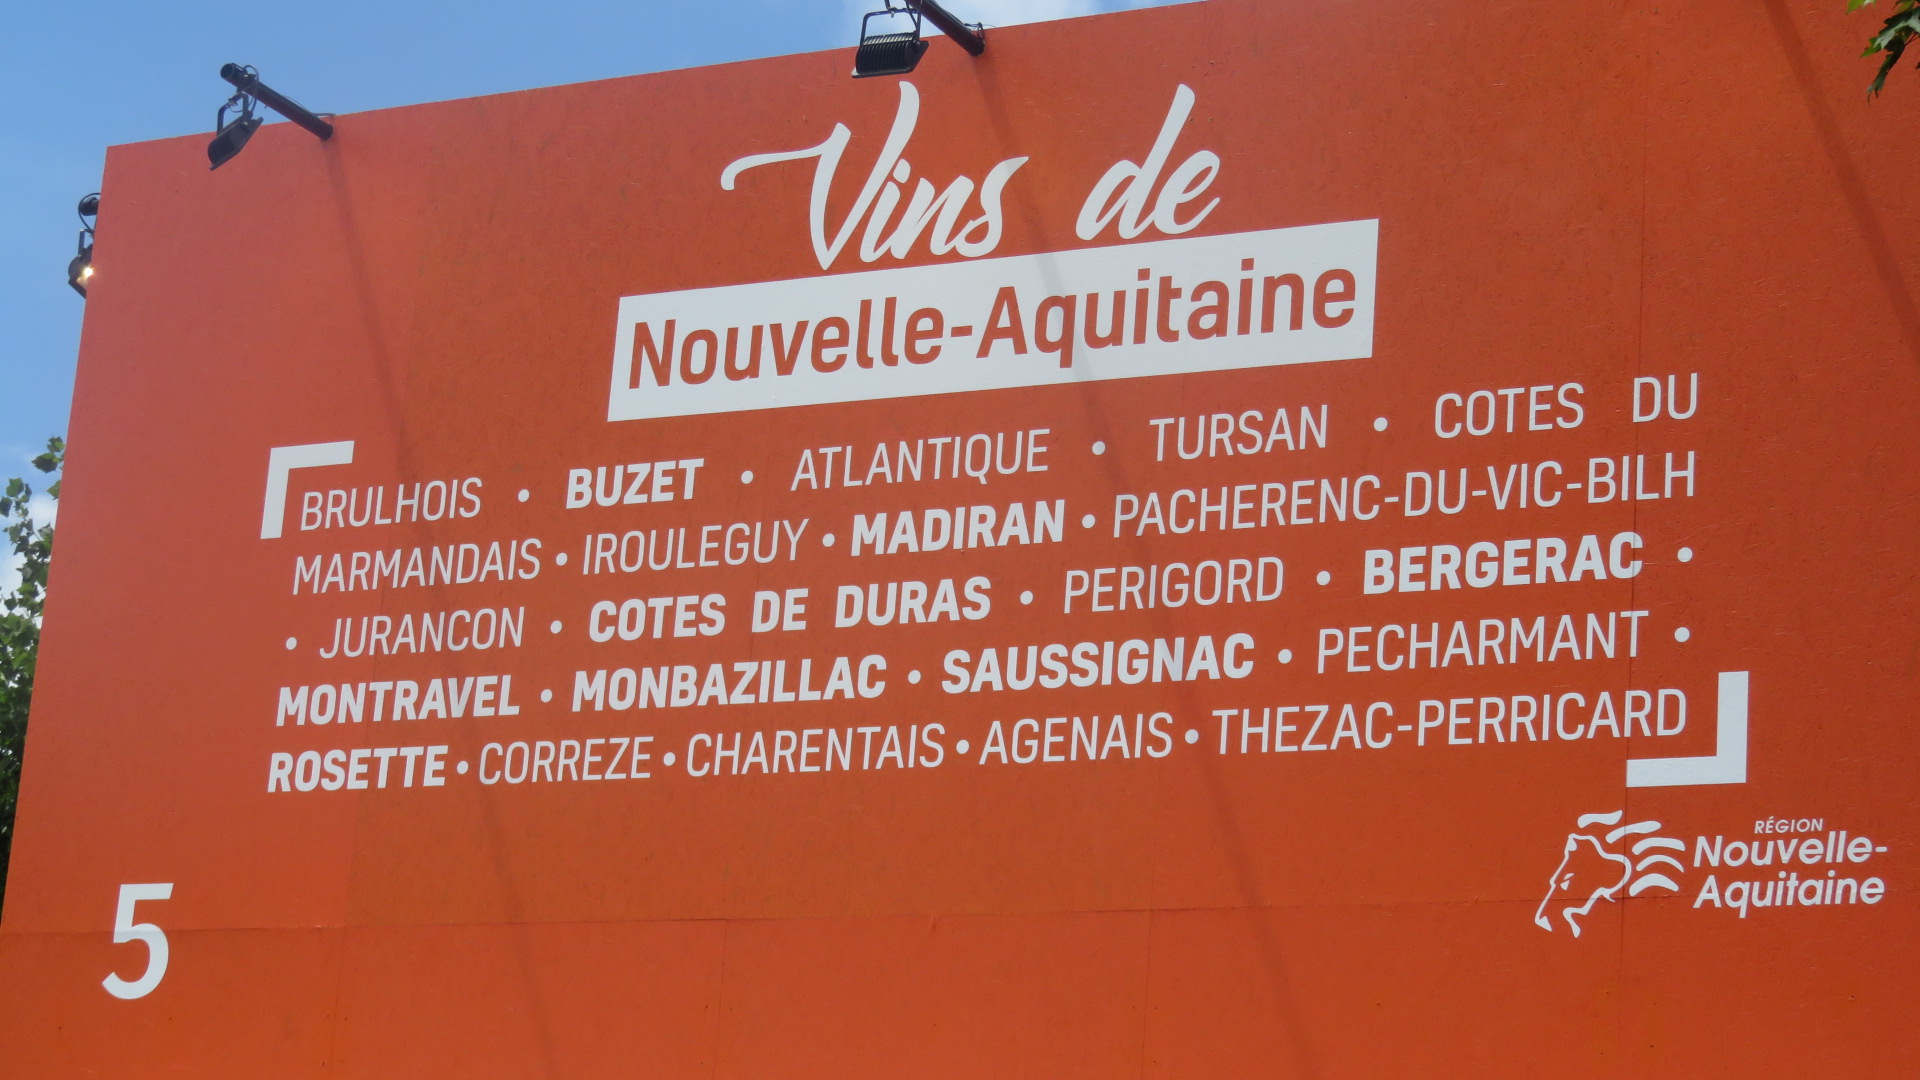 Vins de
Nouvelle-Aquitaine
BRULHOIS • BUZET • ATLANTIQUE • TURSAN • COTES DU
MARMANDAIS • IROULEGUY • MADIRAN • PACHERENC-DU-VIC-BILH
• JURANCON • COTES DE DURAS • PERIGORD • BERGERAC •
MONTRAVEL • MONBAZILLAC • SAUSSIGNAC • PECHARMANT •
ROSETTE • CORREZE • CHARENTAIS • AGENAIS • THEZAC-PERRICARD
RÉGION
Nouvelle-
Aquitaine
5